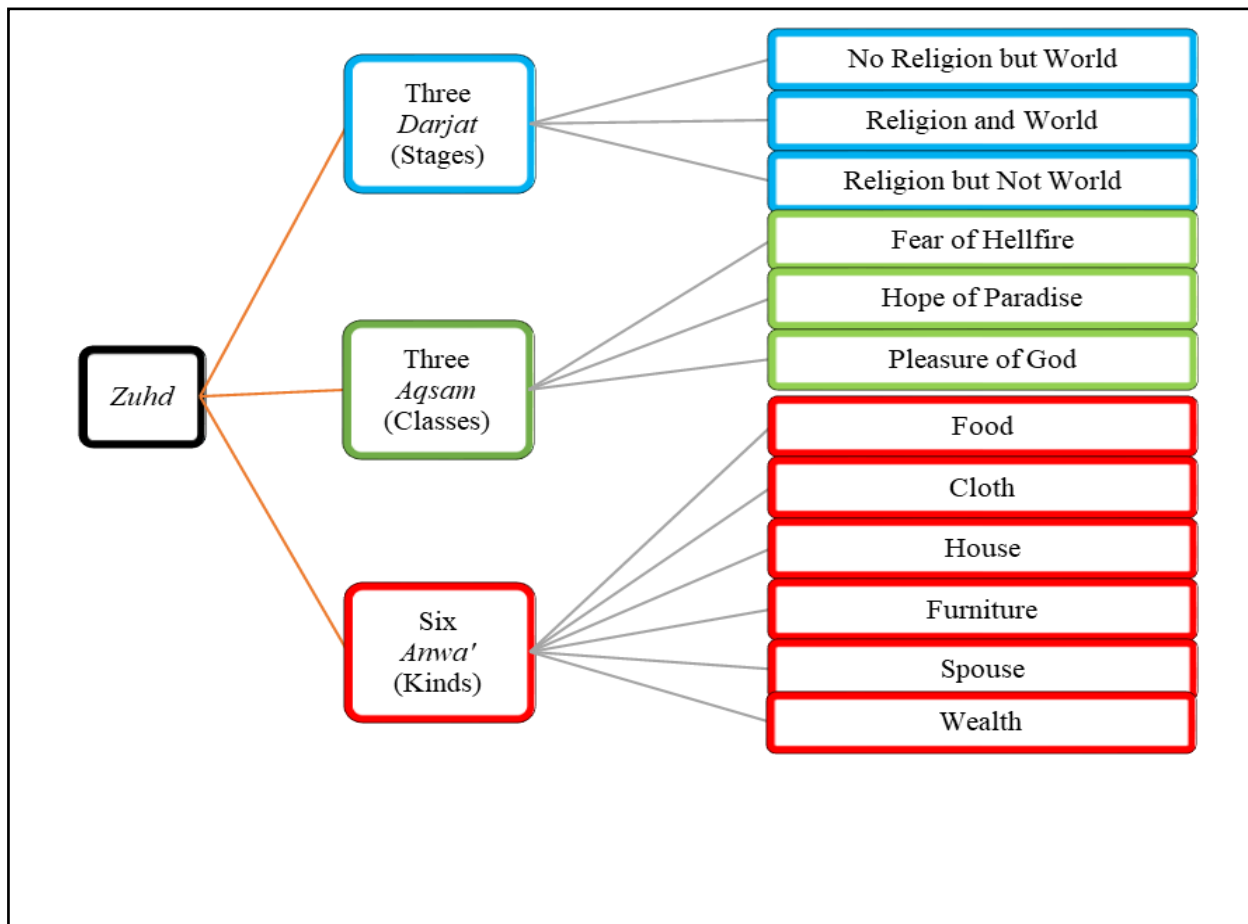 Zuhd
Three
Darjat
(Stages)
No Religion but World
Religion and World
Religion but Not World
Three
Aqsam
(Classes)
Fear of Hellfire
Hope of Paradise
Pleasure of God
Six
Anwa'
(Kinds)
Food
Cloth
House
Furniture
Spouse
Wealth